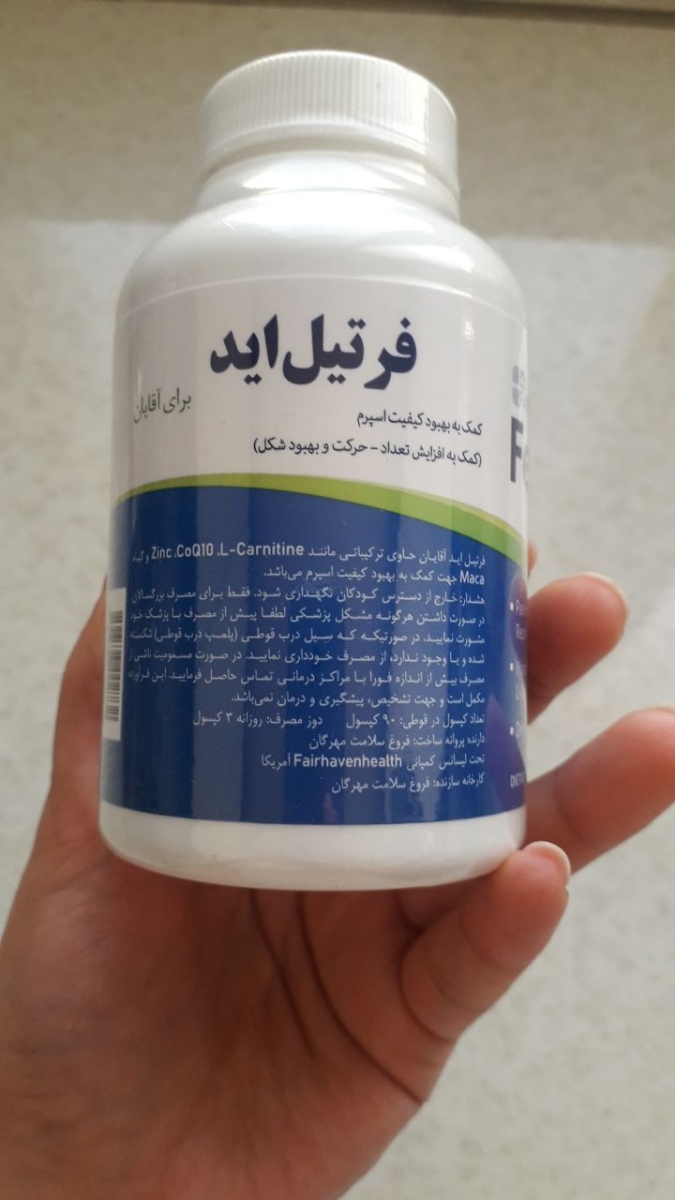 فرتیل‌اید
برای آقایان
کمک به بهبود کیفیت اسپرم
(کمک به افزایش تعداد - حرکت و بهبود شکل)
فرتیل اید آقایان حاوی ترکیباتی مانند Zinc ،CoQ10 ،L-Carnitine و گیاه
Maca جهت کمک به بهبود کیفیت اسپرم می‌باشد.
هشدار: خارج از دسترس کودکان نگهداری شود. فقط برای مصرف بزرگسالان.
در صورت داشتن هرگونه مشکل پزشکی لطفا پیش از مصرف با پزشک خود
مشورت نمایید. در صورتیکه که سیل درب قوطی (پلمپ درب قوطی) شکسته
شده و یا وجود ندارد، از مصرف خودداری نمایید. در صورت مسمومیت ناشی از
مصرف بیش از اندازه فورا با مراکز درمانی تماس حاصل فرمایید. این فرآورده
مکمل است و جهت تشخیص، پیشگیری و درمان نمی‌باشد.
تعداد کپسول در قوطی: ۹۰ کپسول دوز مصرف: روزانه ۳ کپسول
دارنده پروانه ساخت: فروغ سلامت مهرگان
تحت لیسانس کمپانی Fairhavenhealth آمریکا
کارخانه سازنده: فروغ سلامت مهرگان